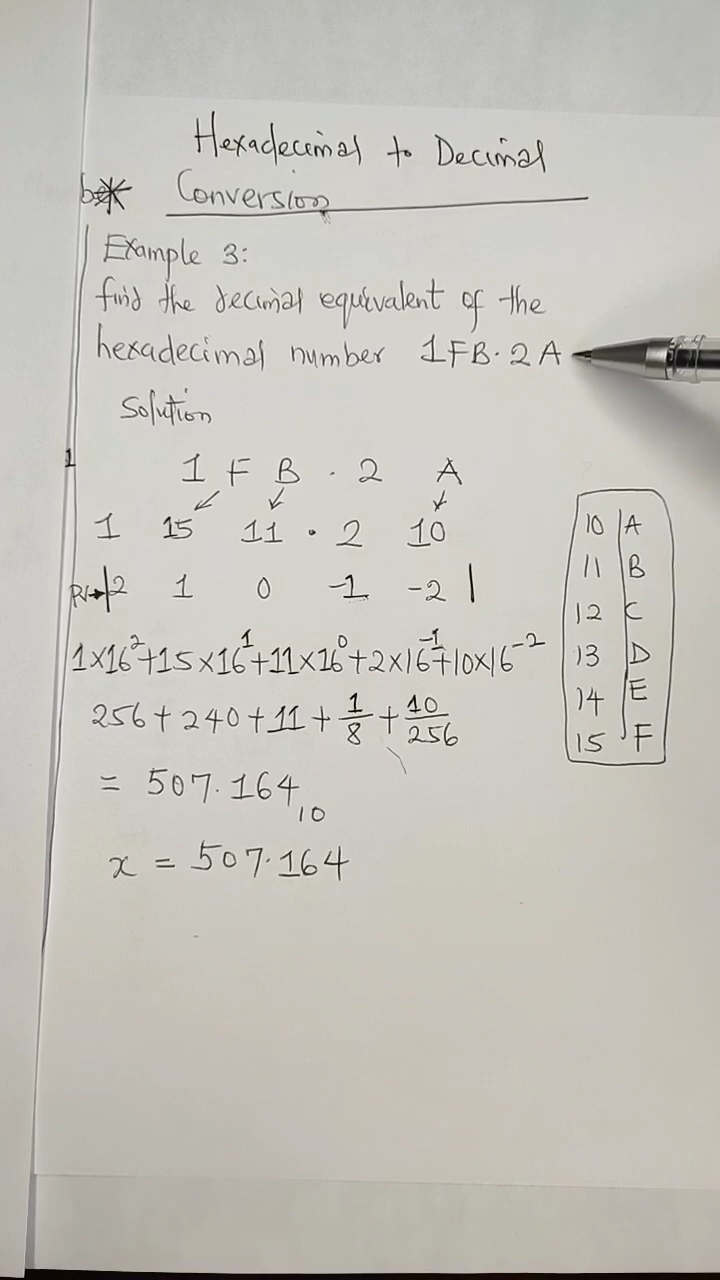 Hexadecimal to Decimal
Conversion
Example 3:
find the decimal equivalent of the
hexadecimal number 1FB.2A
Solution
1
1 F B . 2 A
1 15 11 . 2 10
2 1 0 -1 -2
1×16²+15×16¹+11×16⁰+2×16⁻¹+10×16⁻²
256+240+11+1/8+10/256
= 507.164₁₀
x = 507.164
10 A
11 B
12 C
13 D
14 E
15 F